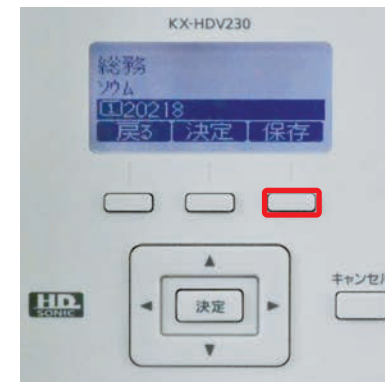 KX-HDV230
総務
ソウム
1 20218
戻る 決定 保存
キャンセル
HD
SONIC
決定